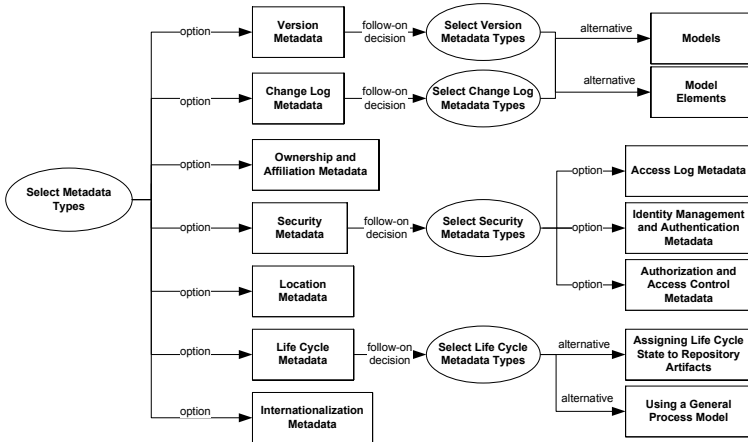 option
Version
Metadata
follow-on
decision
Select Version
Metadata Types
alternative
Models
option
Change Log
Metadata
follow-on
decision
Select Change Log
Metadata Types
alternative
Model
Elements
option
Ownership and
Affiliation Metadata
Select Metadata
Types
option
Security
Metadata
follow-on
decision
Select Security
Metadata Types
option
Access Log Metadata
option
Identity Management
and Authentication
Metadata
option
Authorization and
Access Control
Metadata
option
Location
Metadata
option
Life Cycle
Metadata
follow-on
decision
Select Life Cycle
Metadata Types
alternative
Assigning Life Cycle
State to Repository
Artifacts
alternative
Using a General
Process Model
option
Internationalization
Metadata